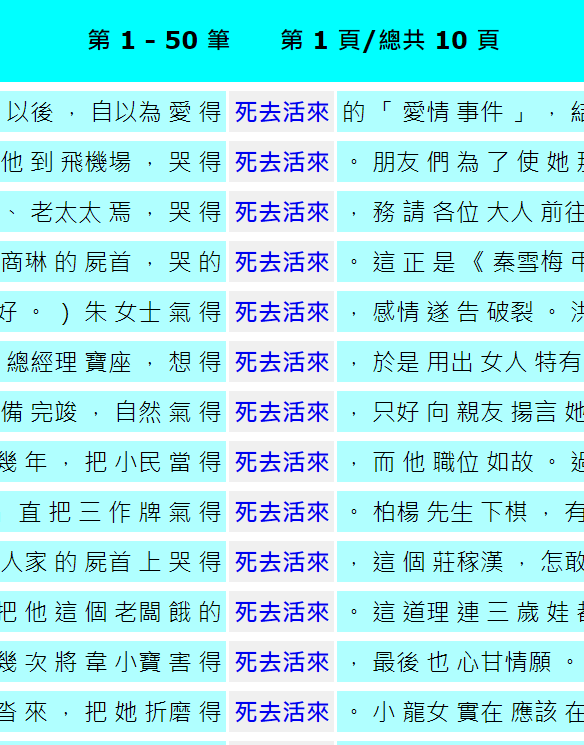 第 1 - 50 筆 第 1 頁/總共 10 頁
以後 ， 自以為 愛 得 死去活來 的 「 愛情 事件 」 ，
他 到 飛機場 ， 哭 得 死去活來 。 朋友 們 為 了 使 她
、 老太太 焉 ， 哭 得 死去活來 ， 務 請 各位 大人 前往
商琳 的 屍首 ， 哭 的 死去活來 。 這 正 是 《 秦雪梅
好 。 ) 朱 女士 氣 得 死去活來 ， 感情 遂 告 破裂 。
總經理 寶座 ， 想 得 死去活來 ， 於是 用出 女人 特有
備 完竣 ， 自然 氣 得 死去活來 ， 只好 向 親友 揚言 她
幾 年 ， 把 小民 當 得 死去活來 ， 而 他 職位 如故 。
直 把 三 作 牌 氣 得 死去活來 。 柏楊 先生 下棋 ， 有
人家 的 屍首 上 哭 得 死去活來 ， 這 個 莊稼漢 ， 怎敢
把 他 這 個 老闆 餓 的 死去活來 。 這 道理 連 三 歲 娃
幾 次 將 韋 小寶 害 得 死去活來 ， 最後 也 心甘情願 。
沓 來 ， 把 她 折磨 得 死去活來 。 小 龍女 實在 應該 在